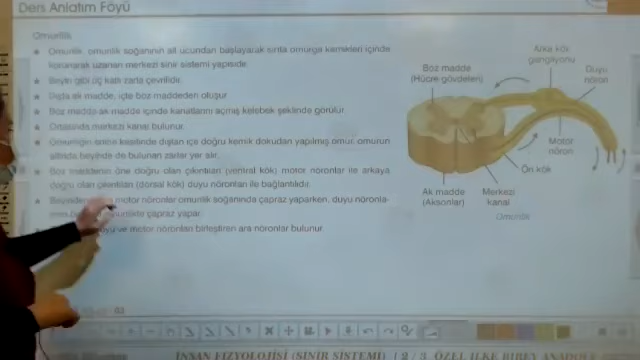 Ders Anlatım Föyü
Omurilik
★ Omurilik, omurilik soğanının alt ucundan başlayarak sırtta omurga kemikleri içinde
korunarak uzanan merkezi sinir sistemi yapısıdır.
★ Beyin gibi üç katlı zarla çevrilidir.
★ Dışta ak madde, içte boz maddeden oluşur
★ Boz madde ak madde içinde kanatlarını açmış kelebek şeklinde görülür.
★ Ortasında merkezi kanal bulunur.
★ Omuriliğin enine kesitinde dıştan içe doğru kemik dokudan yapılmış omur, omurun
altında beyinde de bulunan zarlar yer alır.
★ Boz maddenin öne doğru olan çıkıntıları (ventral kök) motor nöronlar ile arkaya
doğru olan çıkıntıları (dorsal kök) duyu nöronları ile bağlantılıdır.
★ Beyinden motor nöronlar omurilik soğanında çapraz yaparken, duyu nöronla-
omurilikte çapraz yapar.
ve motor nöronları birleştiren ara nöronlar bulunur.
Boz madde
(Hücre gövdeleri)
Arka kök
gangliyonu
Duyu
nöron
Motor
nöron
Ön kök
Ak madde
(Aksonlar)
Merkezi
kanal
Omurilik
63
İNSAN FİZYOLOJİSİ (SİNİR SİSTEMİ) ( 2 / 3